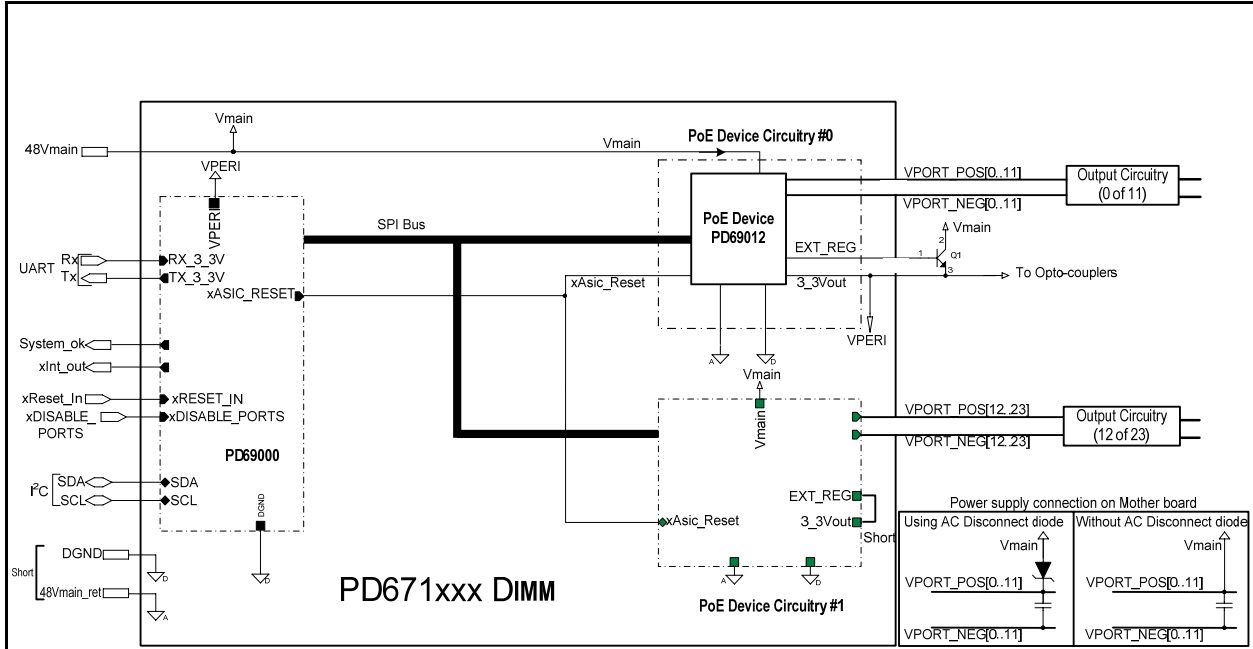 Vmain
48Vmain
Vmain
PoE Device Circuitry #0
VPERI
VPERI
SPI Bus
PoE Device
PD69012
VPORT_POS[0..11]
VPORT_NEG[0..11]
Output Circuitry
(0 of 11)
Vmain
EXT_REG
1
2
3
Q1
3_3Vout
To Opto-couplers
UART
Rx
Tx
RX_3_3V
TX_3_3V
xASIC_RESET
xAsic_Reset
A
D
VPERI
System_ok
xInt_out
xReset_In
xRESET_IN
xDISABLE_
PORTS
xDISABLE_PORTS
PD69000
Vmain
Vmain
VPORT_POS[12..23]
VPORT_NEG[12..23]
Output Circuitry
(12 of 23)
I²C
SDA
SCL
SDA
SCL
DGND
D
EXT_REG
3_3Vout
Short
xAsic_Reset
A
D
PoE Device Circuitry #1
Short
DGND
D
48Vmain_ret
A
PD671xxx DIMM
Power supply connection on Mother board
Using AC Disconnect diode
Vmain
VPORT_POS[0..11]
VPORT_NEG[0..11]
Without AC Disconnect diode
Vmain
VPORT_POS[0..11]
VPORT_NEG[0..11]